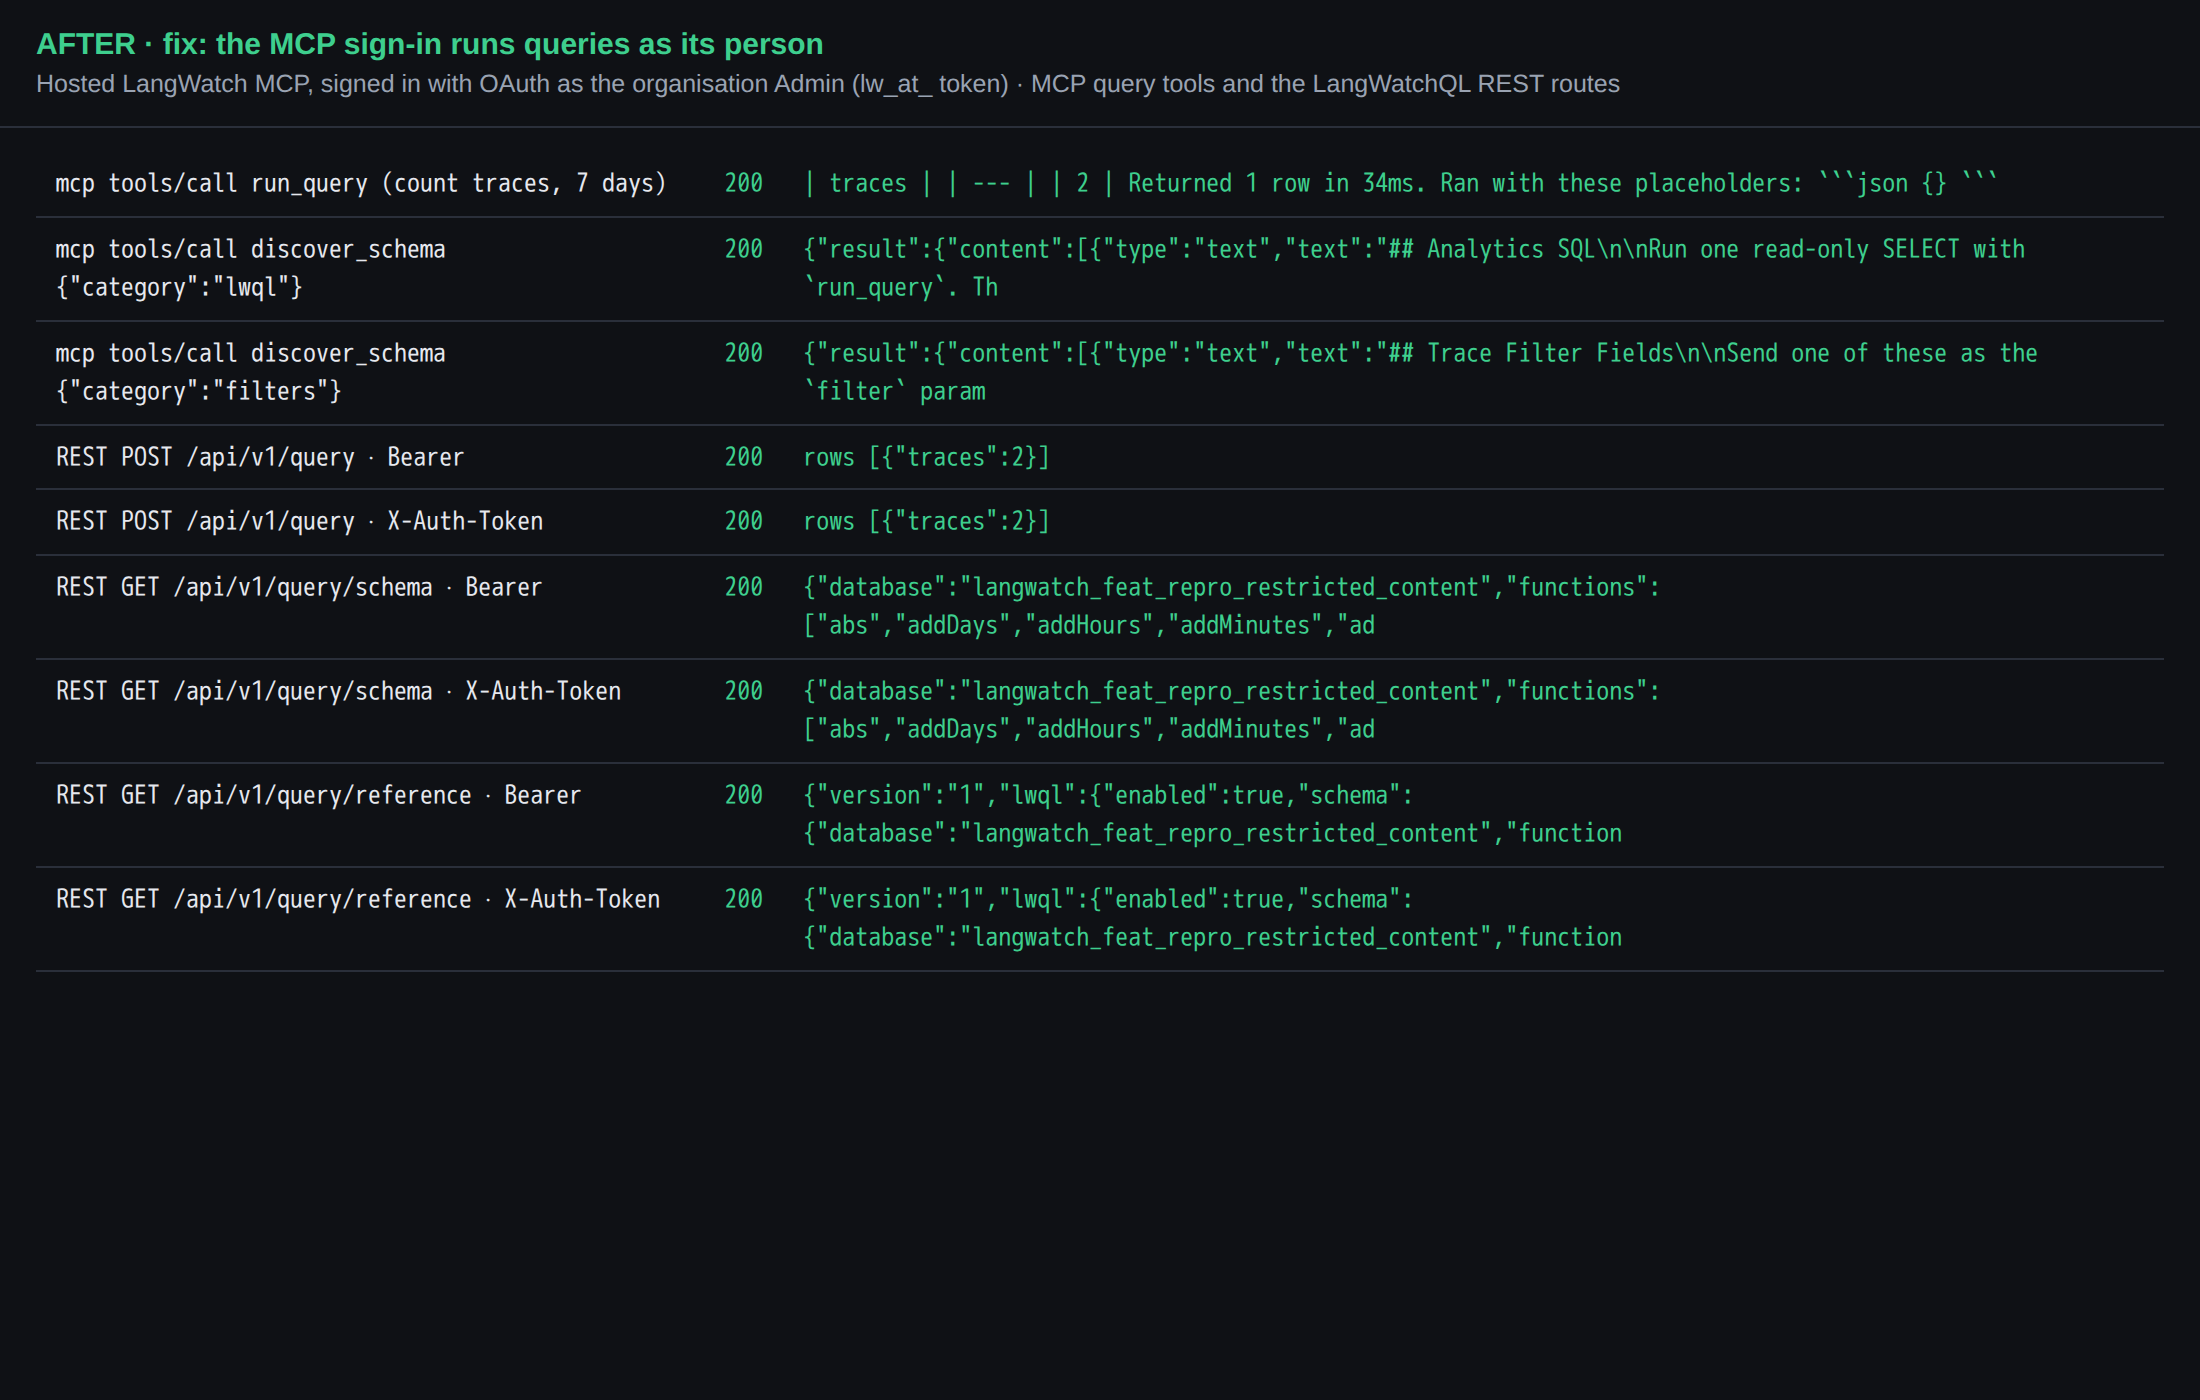 AFTER · fix: the MCP sign-in runs queries as its person
Hosted LangWatch MCP, signed in with OAuth as the organisation Admin (lw_at_ token) · MCP query tools and the LangWatchQL REST routes
mcp tools/call run_query (count traces, 7 days) 200 | traces | | --- | | 2 | Returned 1 row in 34ms. Ran with these placeholders: ```json {} ```
mcp tools/call discover_schema 200 {"result":{"content":[{"type":"text","text":"## Analytics SQL\n\nRun one read-only SELECT with
{"category":"lwql"} `run_query`. Th
mcp tools/call discover_schema 200 {"result":{"content":[{"type":"text","text":"## Trace Filter Fields\n\nSend one of these as the
{"category":"filters"} `filter` param
REST POST /api/v1/query · Bearer 200 rows [{"traces":2}]
REST POST /api/v1/query · X-Auth-Token 200 rows [{"traces":2}]
REST GET /api/v1/query/schema · Bearer 200 {"database":"langwatch_feat_repro_restricted_content","functions":
["abs","addDays","addHours","addMinutes","ad
REST GET /api/v1/query/schema · X-Auth-Token 200 {"database":"langwatch_feat_repro_restricted_content","functions":
["abs","addDays","addHours","addMinutes","ad
REST GET /api/v1/query/reference · Bearer 200 {"version":"1","lwql":{"enabled":true,"schema":
{"database":"langwatch_feat_repro_restricted_content","function
REST GET /api/v1/query/reference · X-Auth-Token 200 {"version":"1","lwql":{"enabled":true,"schema":
{"database":"langwatch_feat_repro_restricted_content","function